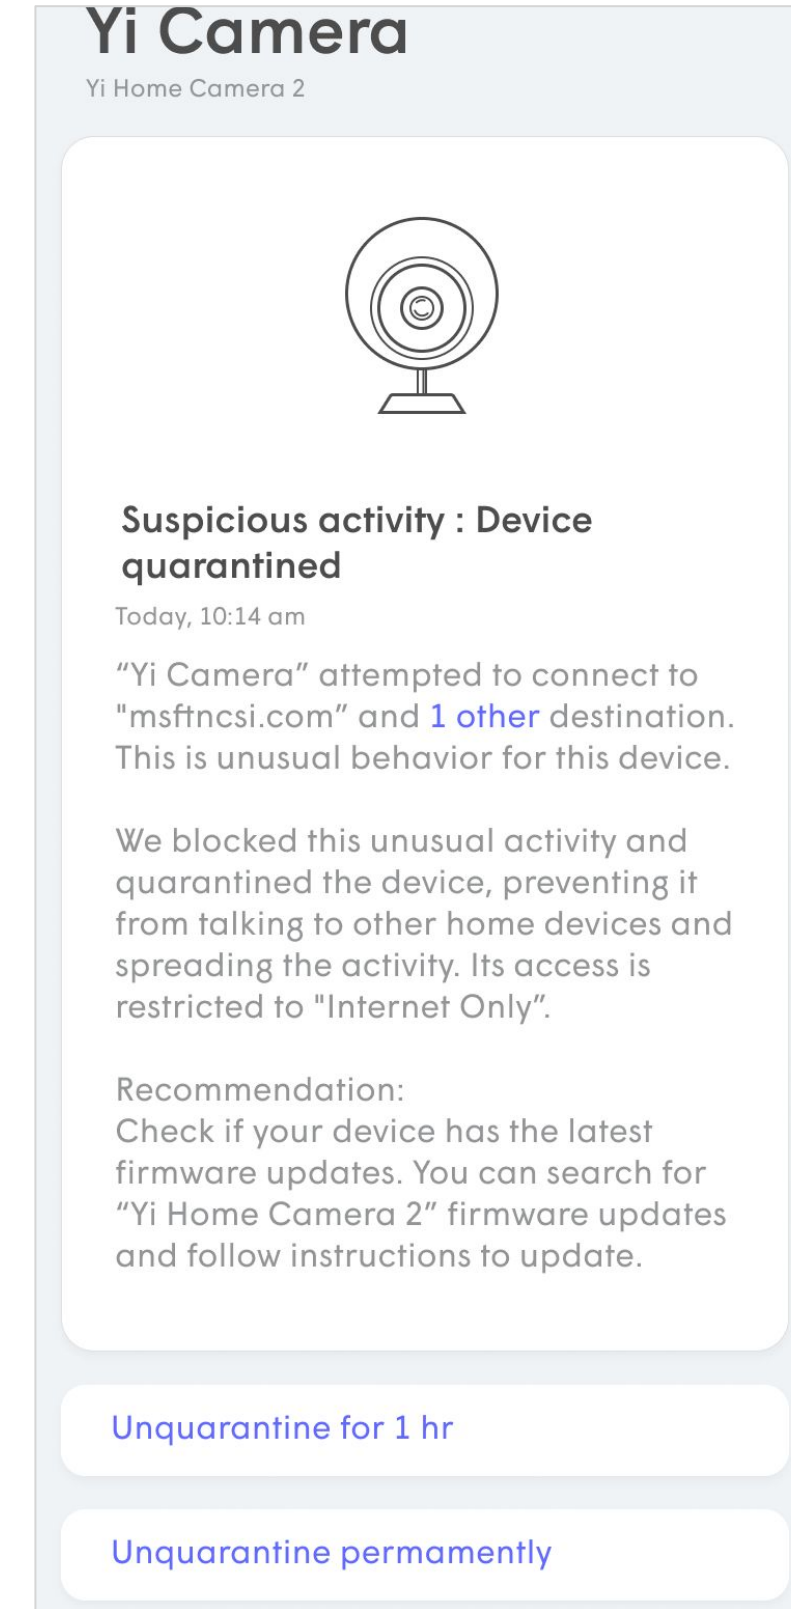 Yi Camera
Yi Home Camera 2
Suspicious activity : Device
quarantined
Today, 10:14 am
“Yi Camera” attempted to connect to
"msftncsi.com” and 1 other destination.
This is unusual behavior for this device.
We blocked this unusual activity and
quarantined the device, preventing it
from talking to other home devices and
spreading the activity. Its access is
restricted to "Internet Only”.
Recommendation:
Check if your device has the latest
firmware updates. You can search for
“Yi Home Camera 2” firmware updates
and follow instructions to update.
Unquarantine for 1 hr
Unquarantine permamently